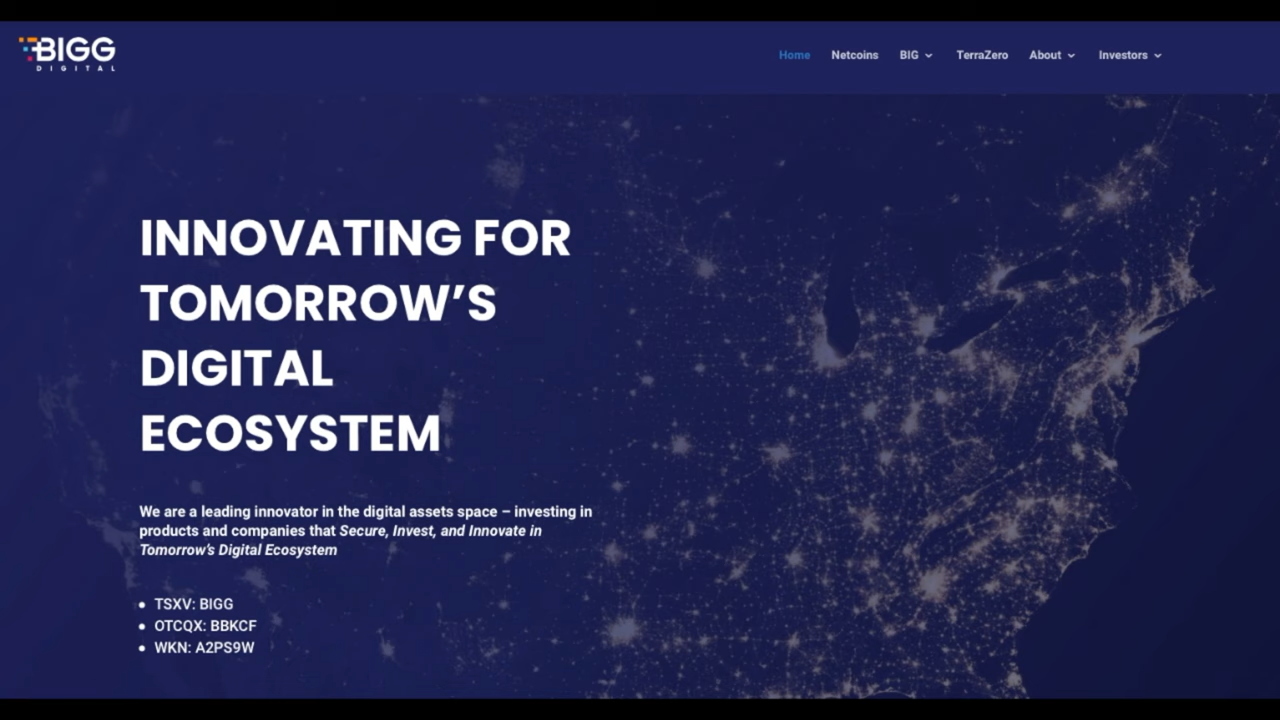 BIGG
DIGITAL
Home Netcoins BIG TerraZero About Investors
INNOVATING FOR
TOMORROW’S
DIGITAL
ECOSYSTEM
We are a leading innovator in the digital assets space – investing in
products and companies that Secure, Invest, and Innovate in
Tomorrow’s Digital Ecosystem
• TSXV: BIGG
• OTCQX: BBKCF
• WKN: A2PS9W